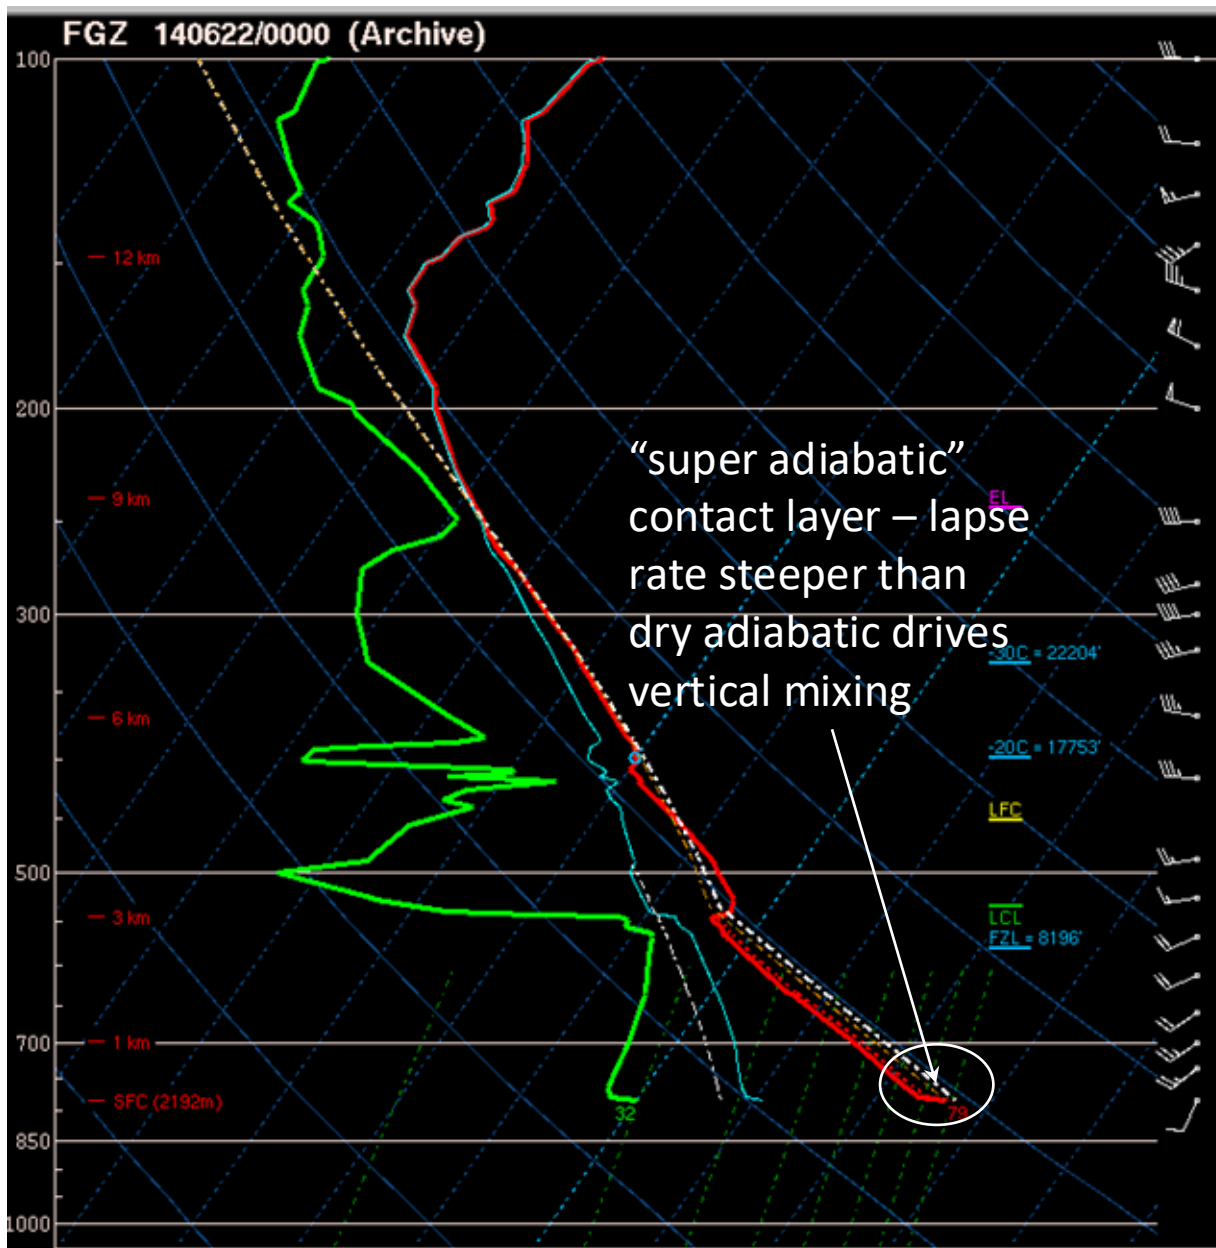 FGZ 140622/0000 (Archive)
100
12 km
200
“super adiabatic”
contact layer – lapse
rate steeper than
dry adiabatic drives
vertical mixing
9 km
EL
300
-30C = 22204'
6 km
-20C = 17753'
LFC
500
3 km
LCL
FZL = 8196'
700
1 km
SFC (2192m)
32
79
850
1000